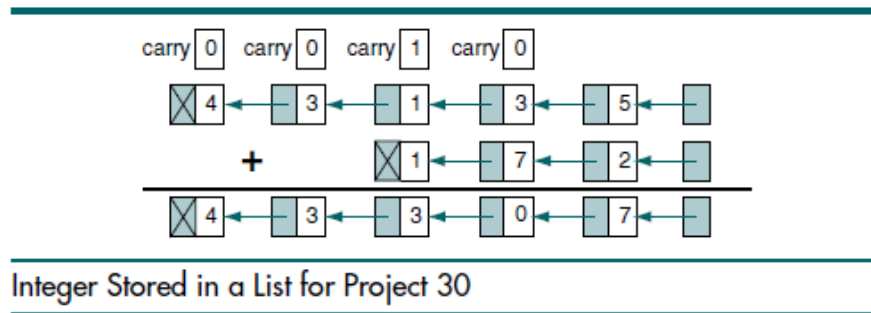 carry 0 carry 0 carry 1 carry 0
4 3 1 3 5
+ 1 7 2
4 3 3 0 7
Integer Stored in a List for Project 30